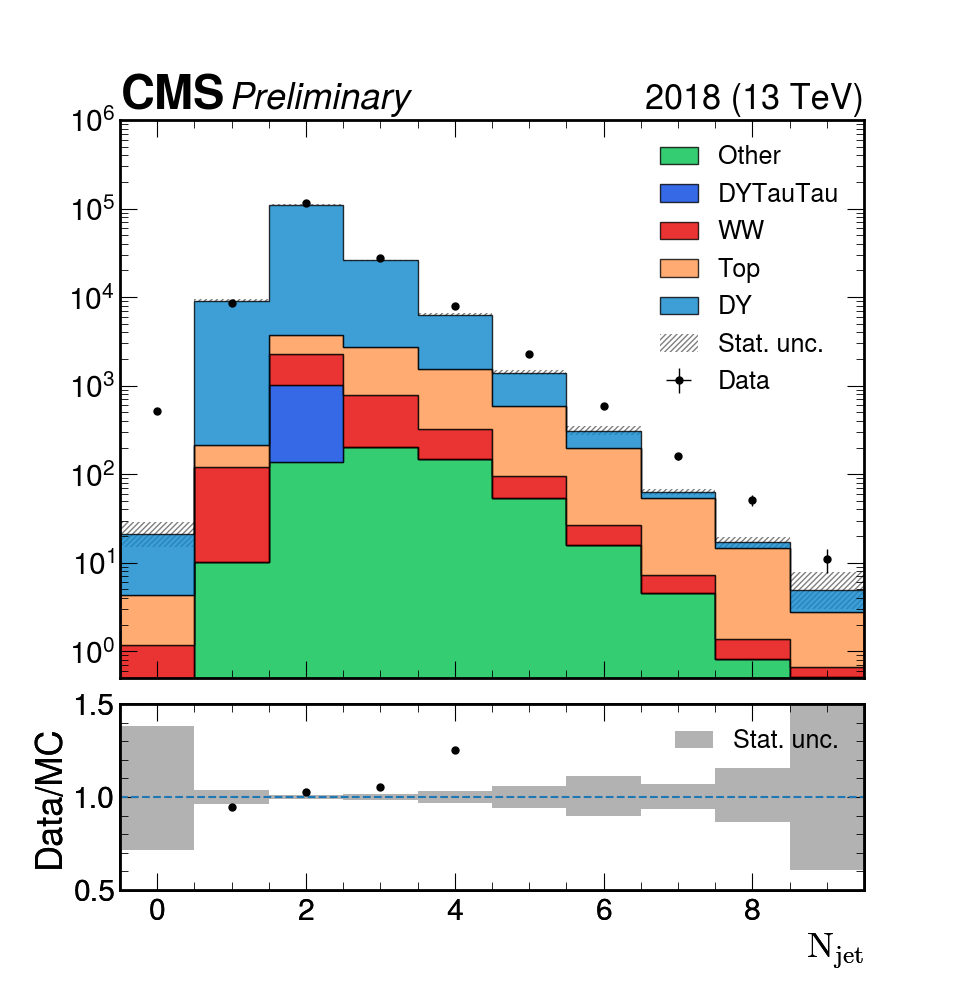 CMS Preliminary 2018 (13 TeV)
10^6
10^5
10^4
10^3
10^2
10^1
10^0
Other
DYTauTau
WW
Top
DY
Stat. unc.
Data
Data/MC
1.5
1.0
0.5
Stat. unc.
0 2 4 6 8
N_jet